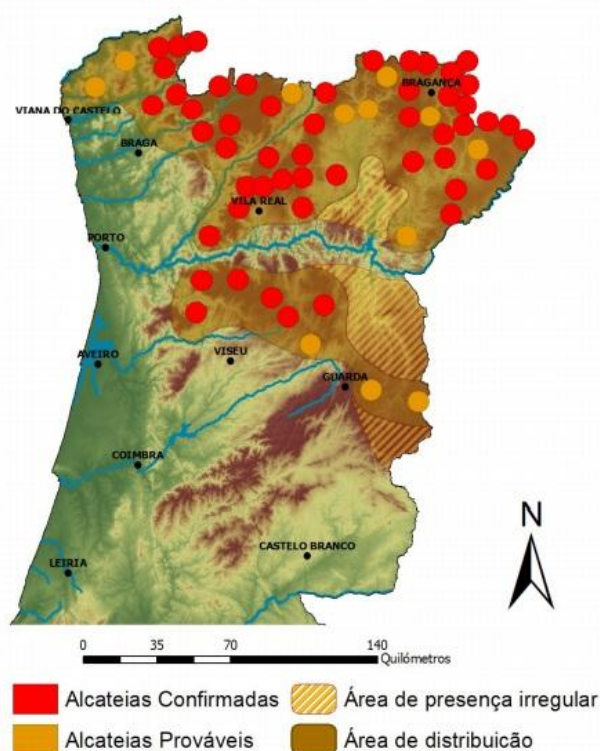 BRAGANÇA
VIANA DO CASTELO
BRAGA
VILA REAL
PORTO
AVEIRO
VISEU
GUARDA
COIMBRA
N
CASTELO BRANCO
LEIRIA
0 35 70 140
Quilómetros
Alcateias Confirmadas Área de presença irregular
Alcateias Prováveis Área de distribuição